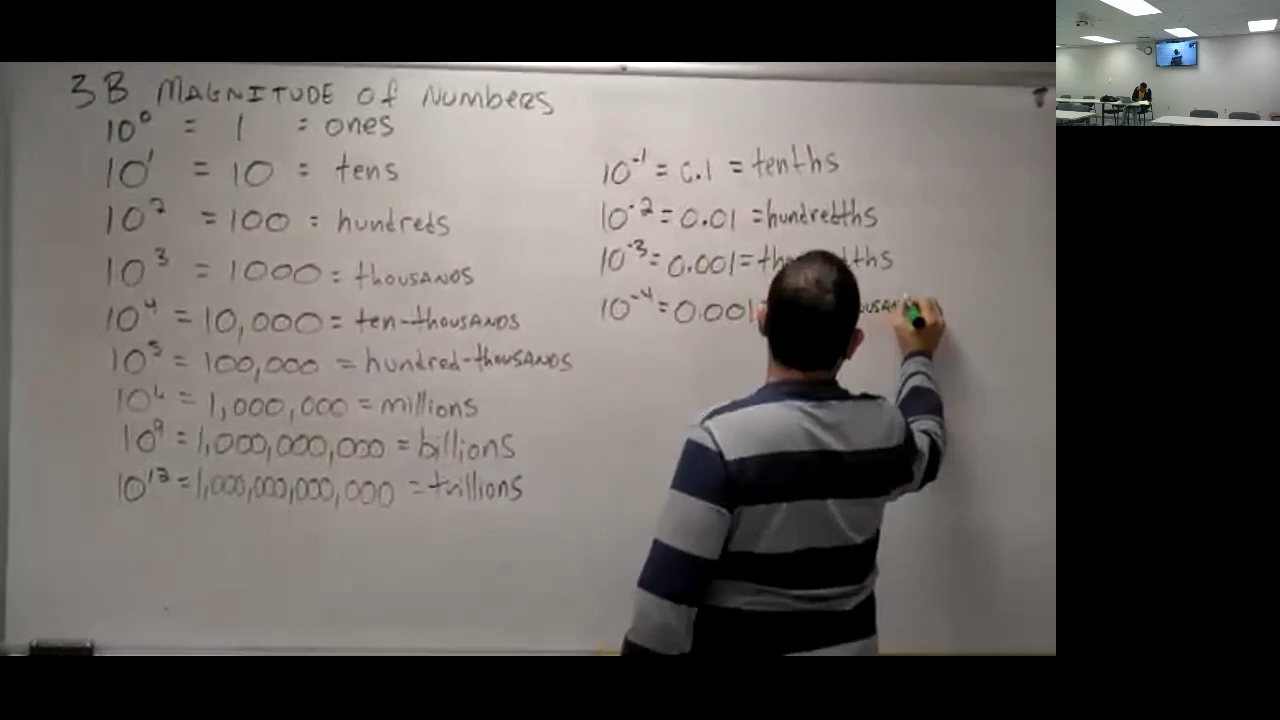 3B MAGNITUDE of Numbers
10⁰ = 1 = ones
10¹ = 10 = tens
10² = 100 = hundreds
10³ = 1000 = thousands
10⁴ = 10,000 = ten-thousands
10⁵ = 100,000 = hundred-thousands
10⁶ = 1,000,000 = millions
10⁹ = 1,000,000,000 = billions
10¹² = 1,000,000,000,000 = trillions
10⁻¹ = 0.1 = tenths
10⁻² = 0.01 = hundredths
10⁻³ = 0.001 =
10⁻⁴ = 0.001